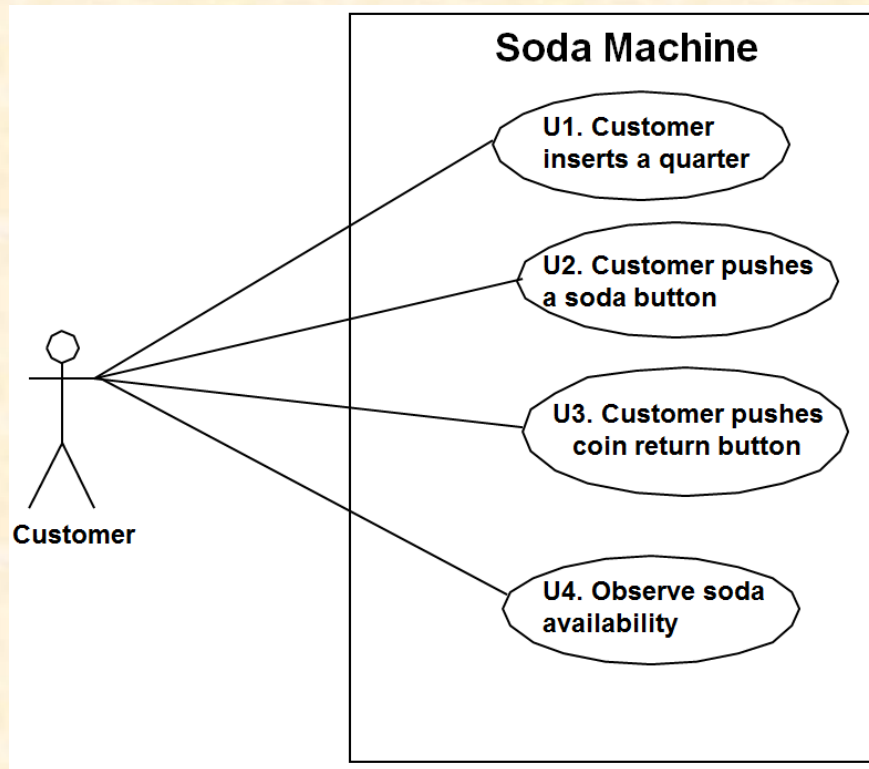 Soda Machine
U1. Customer
inserts a quarter
U2. Customer pushes
a soda button
U3. Customer pushes
coin return button
Customer
U4. Observe soda
availability